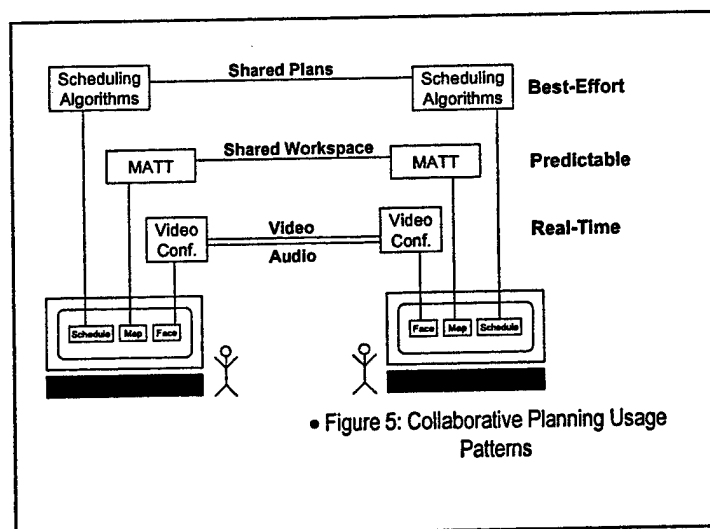 Scheduling Algorithms
Shared Plans
Scheduling Algorithms
Best-Effort
MATT
Shared Workspace
MATT
Predictable
Video Conf.
Video
Audio
Video Conf.
Real-Time
Schedule
Map
Face
Face
Map
Schedule
• Figure 5: Collaborative Planning Usage
Patterns